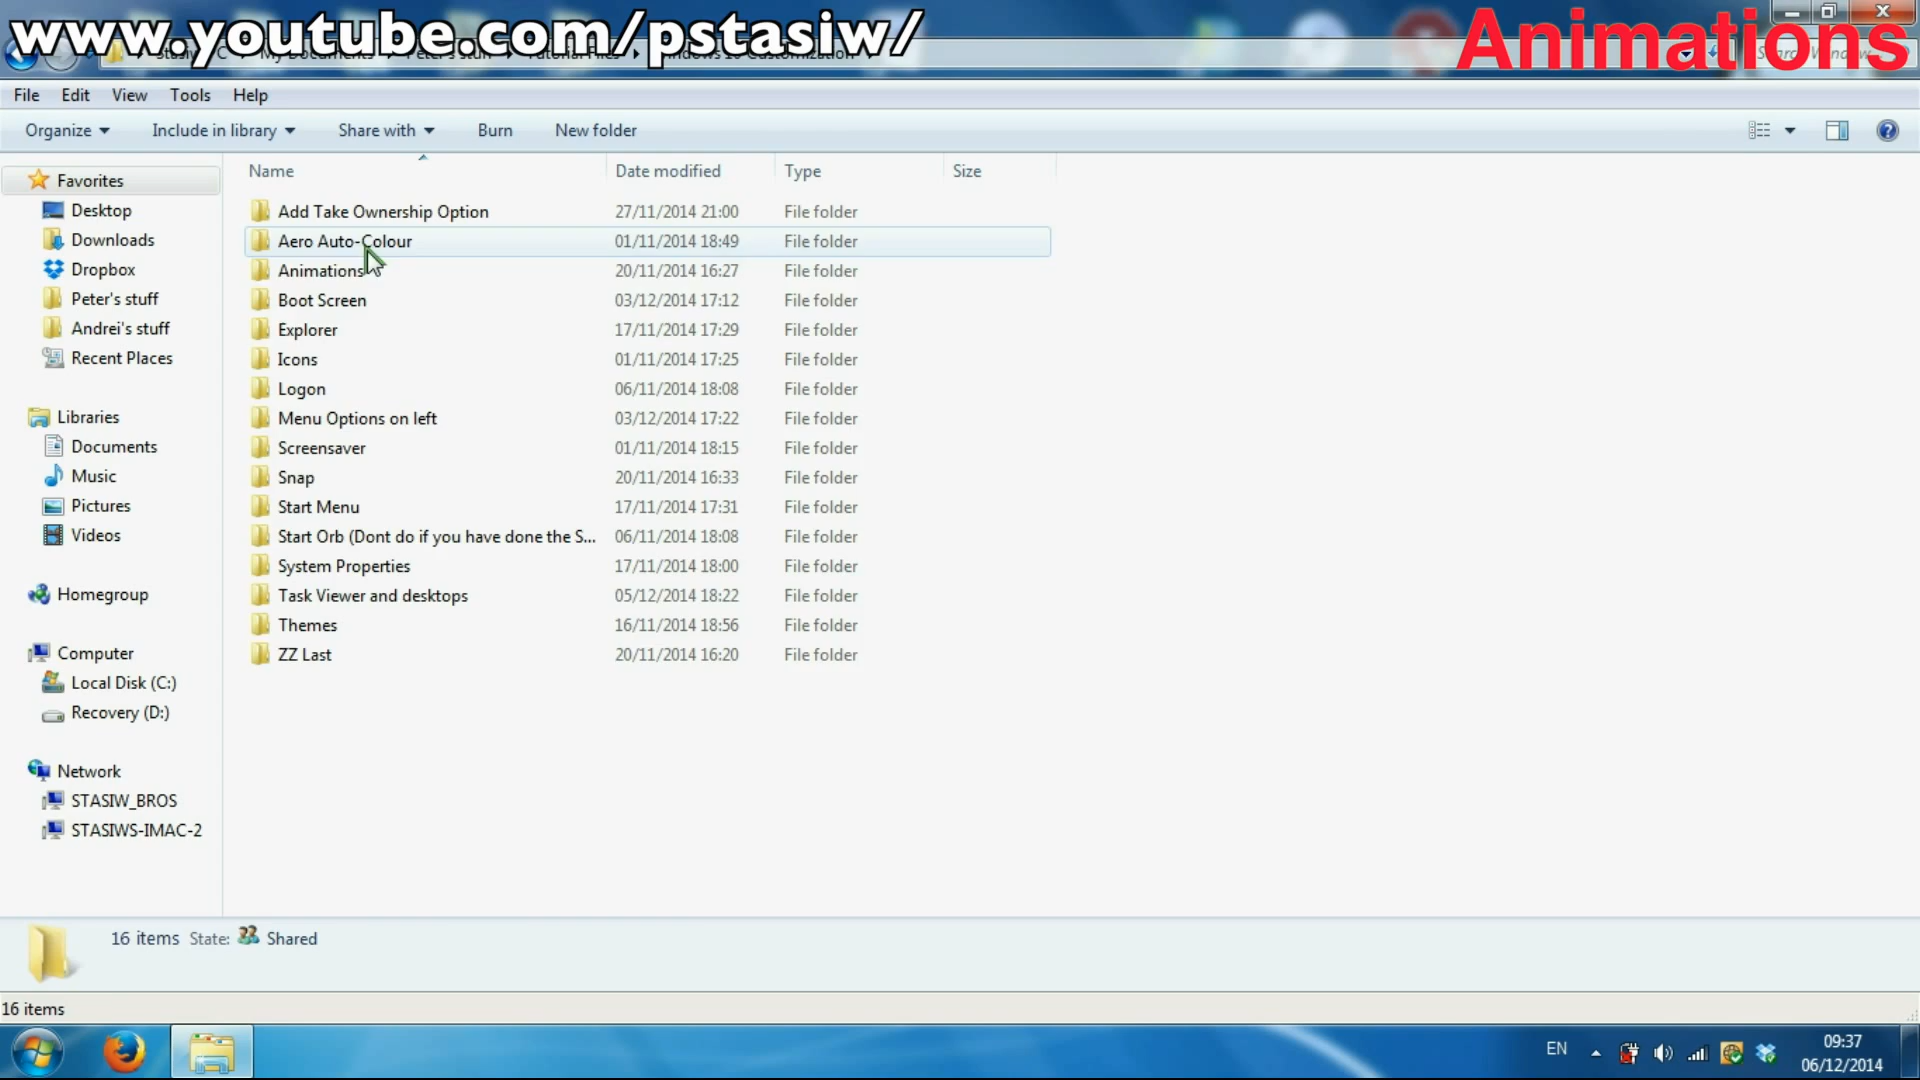 www.youtube.com/pstasiw/
Animations
File Edit View Tools Help
Organize Include in library Share with Burn New folder
Name Date modified Type Size
Favorites
Desktop
Downloads
Dropbox
Peter's stuff
Andrei's stuff
Recent Places
Libraries
Documents
Music
Pictures
Videos
Homegroup
Computer
Local Disk (C:)
Recovery (D:)
Network
STASIW_BROS
STASIWS-IMAC-2
Add Take Ownership Option 27/11/2014 21:00 File folder
Aero Auto-Colour 01/11/2014 18:49 File folder
Animations 20/11/2014 16:27 File folder
Boot Screen 03/12/2014 17:12 File folder
Explorer 17/11/2014 17:29 File folder
Icons 01/11/2014 17:25 File folder
Logon 06/11/2014 18:08 File folder
Menu Options on left 03/12/2014 17:22 File folder
Screensaver 01/11/2014 18:15 File folder
Snap 20/11/2014 16:33 File folder
Start Menu 17/11/2014 17:31 File folder
Start Orb (Dont do if you have done the S... 06/11/2014 18:08 File folder
System Properties 17/11/2014 18:00 File folder
Task Viewer and desktops 05/12/2014 18:22 File folder
Themes 16/11/2014 18:56 File folder
ZZ Last 20/11/2014 16:20 File folder
16 items State: Shared
16 items
EN
09:37
06/12/2014